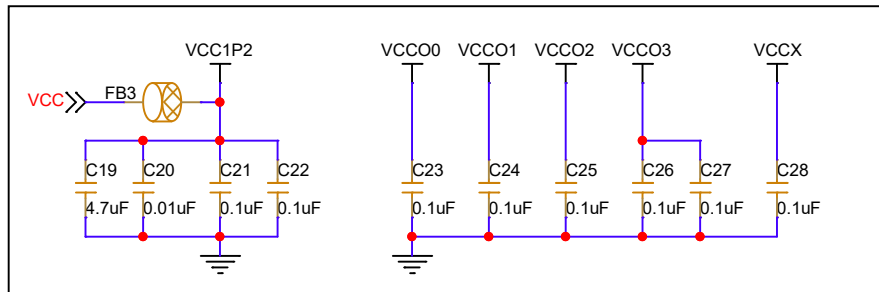 VCC1P2 VCCO0 VCCO1 VCCO2 VCCO3 VCCX
VCC FB3
C19 C20 C21 C22 C23 C24 C25 C26 C27 C28
4.7uF 0.01uF 0.1uF 0.1uF 0.1uF 0.1uF 0.1uF 0.1uF 0.1uF 0.1uF